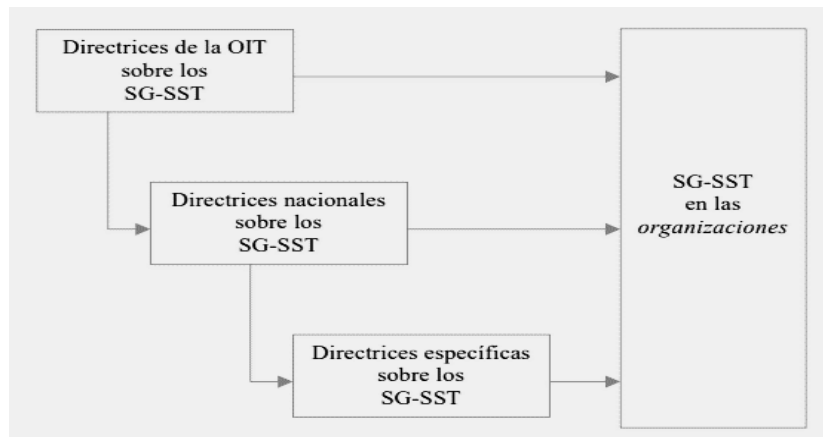 Directrices de la OIT
sobre los
SG-SST
Directrices nacionales
sobre los
SG-SST
Directrices específicas
sobre los
SG-SST
SG-SST
en las
organizaciones